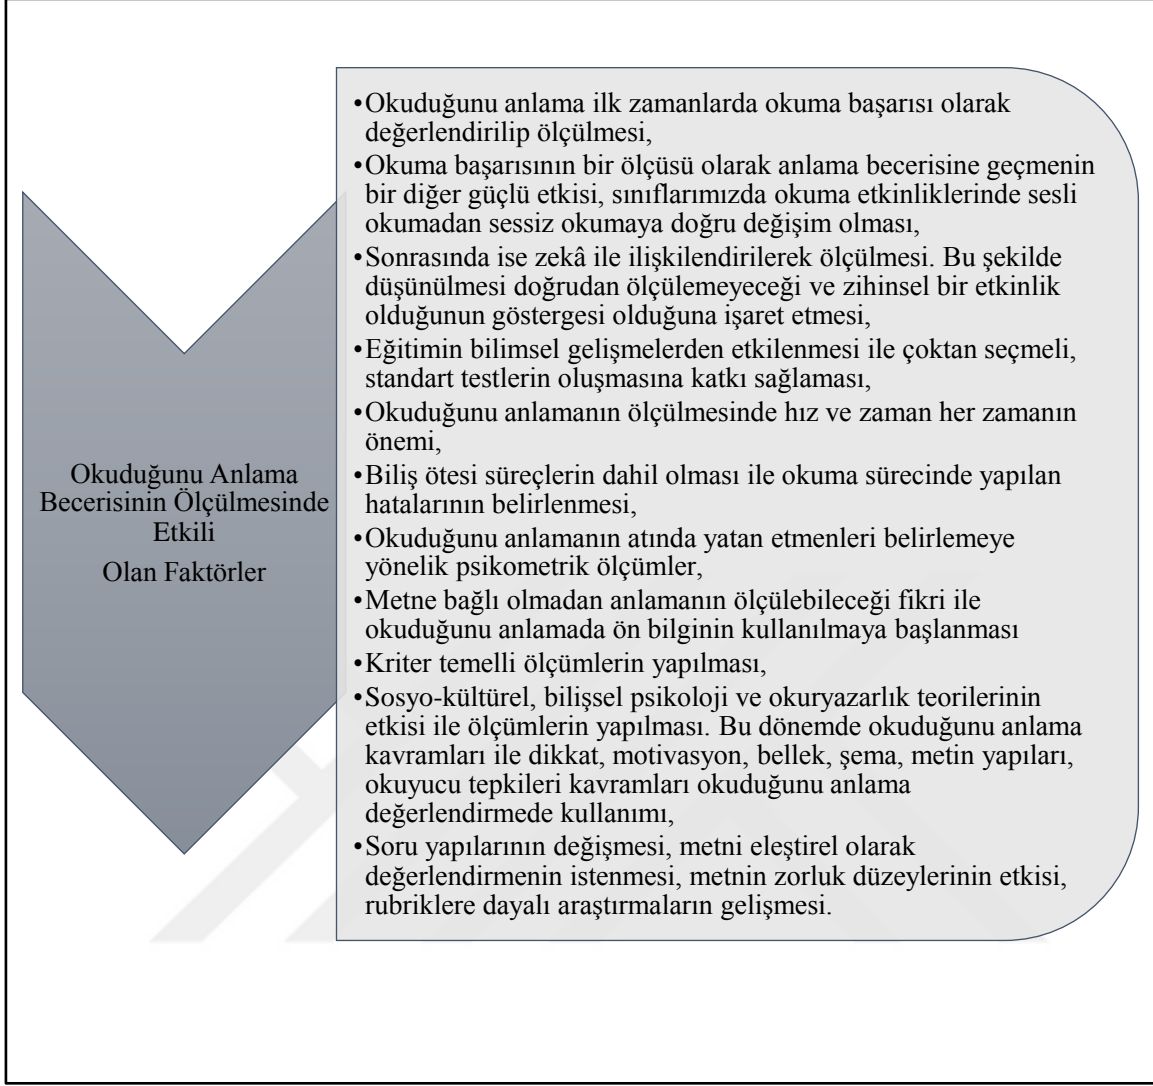 Okuduğunu Anlama
Becerisinin Ölçülmesinde
Etkili
Olan Faktörler
•Okuduğunu anlama ilk zamanlarda okuma başarısı olarak
değerlendirilip ölçülmesi,
•Okuma başarısının bir ölçüsü olarak anlama becerisine geçmenin
bir diğer güçlü etkisi, sınıflarımızda okuma etkinliklerinde sesli
okumadan sessiz okumaya doğru değişim olması,
•Sonrasında ise zekâ ile ilişkilendirilerek ölçülmesi. Bu şekilde
düşünülmesi doğrudan ölçülemeyeceği ve zihinsel bir etkinlik
olduğunun göstergesi olduğuna işaret etmesi,
•Eğitimin bilimsel gelişmelerden etkilenmesi ile çoktan seçmeli,
standart testlerin oluşmasına katkı sağlaması,
•Okuduğunu anlamanın ölçülmesinde hız ve zaman her zamanın
önemi,
•Biliş ötesi süreçlerin dahil olması ile okuma sürecinde yapılan
hatalarının belirlenmesi,
•Okuduğunu anlamanın atında yatan etmenleri belirlemeye
yönelik psikometrik ölçümler,
•Metne bağlı olmadan anlamanın ölçülebileceği fikri ile
okuduğunu anlamada ön bilginin kullanılmaya başlanması
•Kriter temelli ölçümlerin yapılması,
•Sosyo-kültürel, bilişsel psikoloji ve okuryazarlık teorilerinin
etkisi ile ölçümlerin yapılması. Bu dönemde okuduğunu anlama
kavramları ile dikkat, motivasyon, bellek, şema, metin yapıları,
okuyucu tepkileri kavramları okuduğunu anlama
değerlendirmede kullanımı,
•Soru yapılarının değişmesi, metni eleştirel olarak
değerlendirmenin istenmesi, metnin zorluk düzeylerinin etkisi,
rubriklere dayalı araştırmaların gelişmesi.